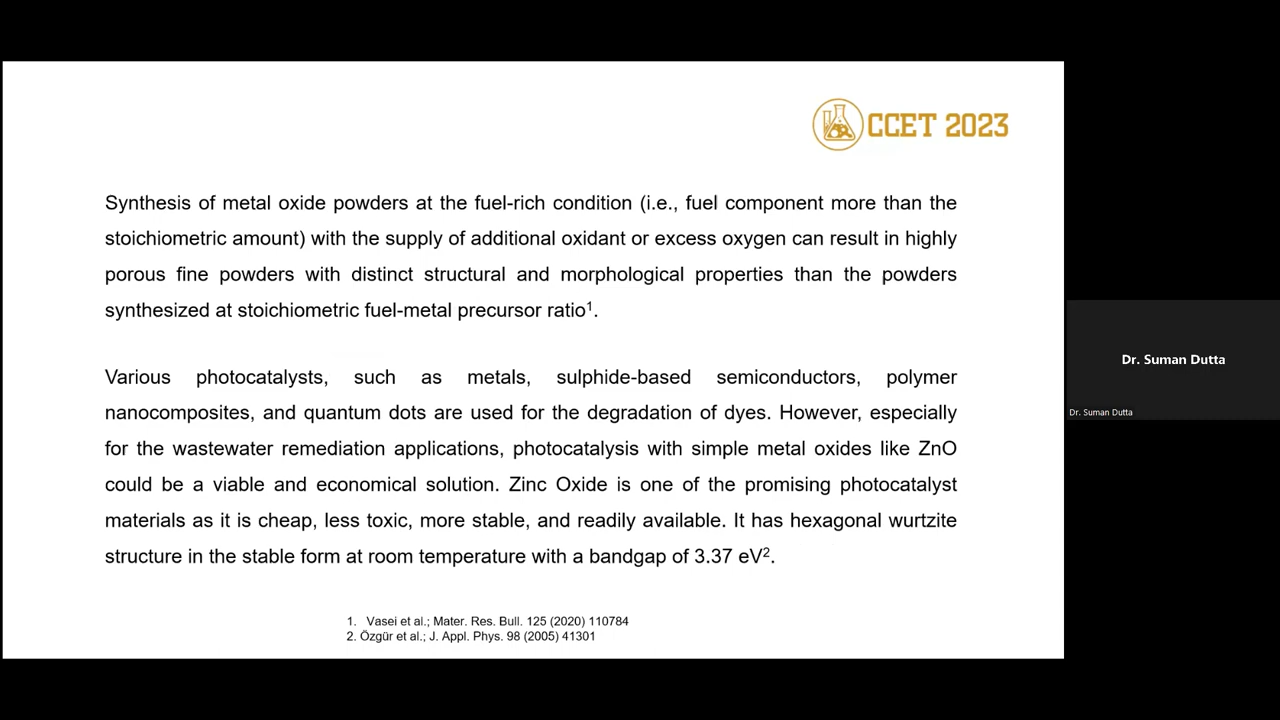 CCET 2023
Synthesis of metal oxide powders at the fuel-rich condition (i.e., fuel component more than the
stoichiometric amount) with the supply of additional oxidant or excess oxygen can result in highly
porous fine powders with distinct structural and morphological properties than the powders
synthesized at stoichiometric fuel-metal precursor ratio¹.
Various photocatalysts, such as metals, sulphide-based semiconductors, polymer
nanocomposites, and quantum dots are used for the degradation of dyes. However, especially
for the wastewater remediation applications, photocatalysis with simple metal oxides like ZnO
could be a viable and economical solution. Zinc Oxide is one of the promising photocatalyst
materials as it is cheap, less toxic, more stable, and readily available. It has hexagonal wurtzite
structure in the stable form at room temperature with a bandgap of 3.37 eV².
1. Vasei et al.; Mater. Res. Bull. 125 (2020) 110784
2. Özgür et al.; J. Appl. Phys. 98 (2005) 41301
Dr. Suman Dutta
Dr. Suman Dutta